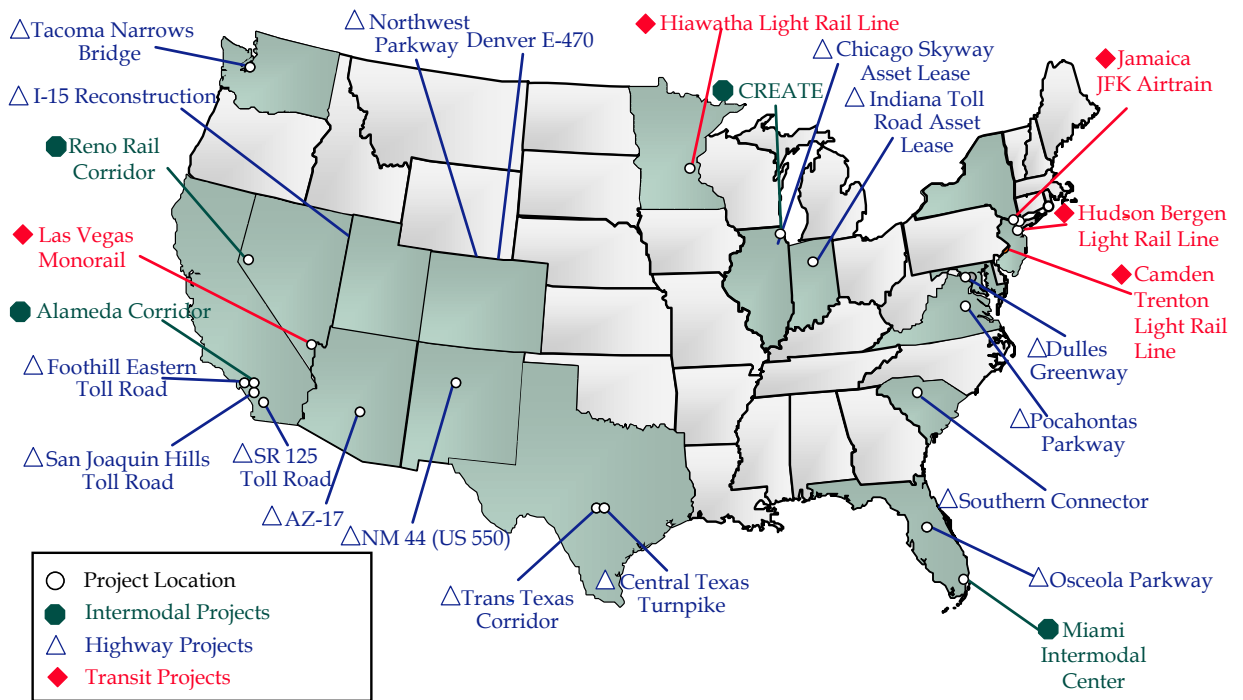 Tacoma Narrows
Bridge
Northwest
Parkway
Denver E-470
Hiawatha Light Rail Line
Chicago Skyway
Asset Lease
Jamaica
JFK Airtrain
I-15 Reconstruction
CREATE
Indiana Toll
Road Asset
Lease
Reno Rail
Corridor
Las Vegas
Monorail
Hudson Bergen
Light Rail Line
Camden
Trenton
Light Rail
Line
Alameda Corridor
Foothill Eastern
Toll Road
Dulles
Greenway
Pocahontas
Parkway
San Joaquin Hills
Toll Road
SR 125
Toll Road
AZ-17
NM 44 (US 550)
Southern Connector
Trans Texas
Corridor
Central Texas
Turnpike
Osceola Parkway
Miami
Intermodal
Center
Project Location
Intermodal Projects
Highway Projects
Transit Projects